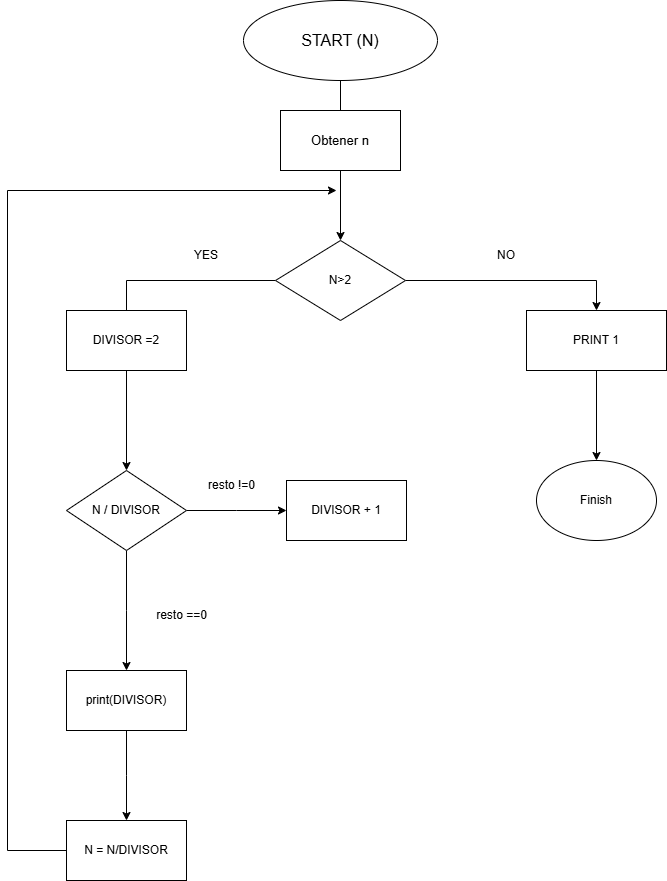 START (N)
Obtener n
YES
NO
N>2
DIVISOR =2
PRINT 1
resto !=0
N / DIVISOR
DIVISOR + 1
Finish
resto ==0
print(DIVISOR)
N = N/DIVISOR